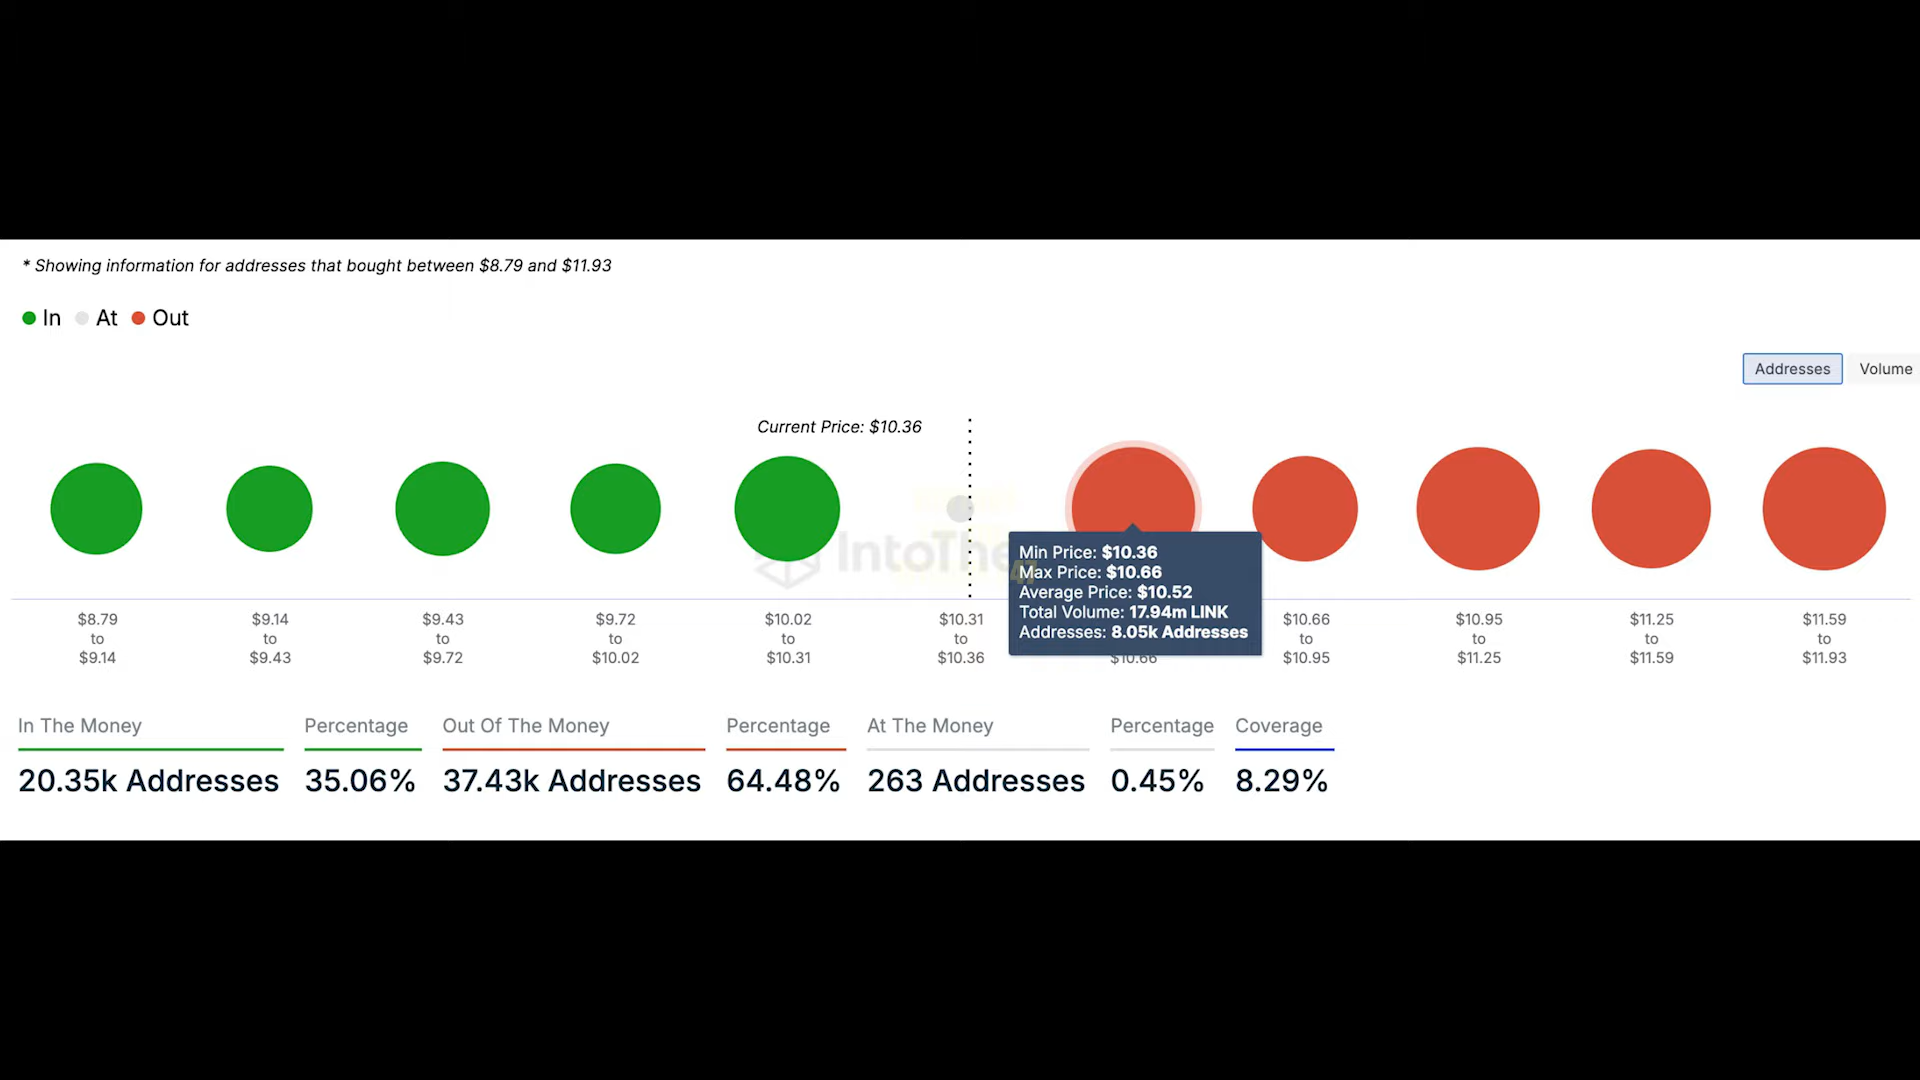 * Showing information for addresses that bought between $8.79 and $11.93
In At Out
Addresses Volume
Current Price: $10.36
IntoThe
Min Price: $10.36
Max Price: $10.66
Average Price: $10.52
Total Volume: 17.94m LINK
Addresses: 8.05k Addresses
$8.79 to $9.14
$9.14 to $9.43
$9.43 to $9.72
$9.72 to $10.02
$10.02 to $10.31
$10.31 to $10.36
$10.66
$10.66 to $10.95
$10.95 to $11.25
$11.25 to $11.59
$11.59 to $11.93
In The Money Percentage Out Of The Money Percentage At The Money Percentage Coverage
20.35k Addresses 35.06% 37.43k Addresses 64.48% 263 Addresses 0.45% 8.29%